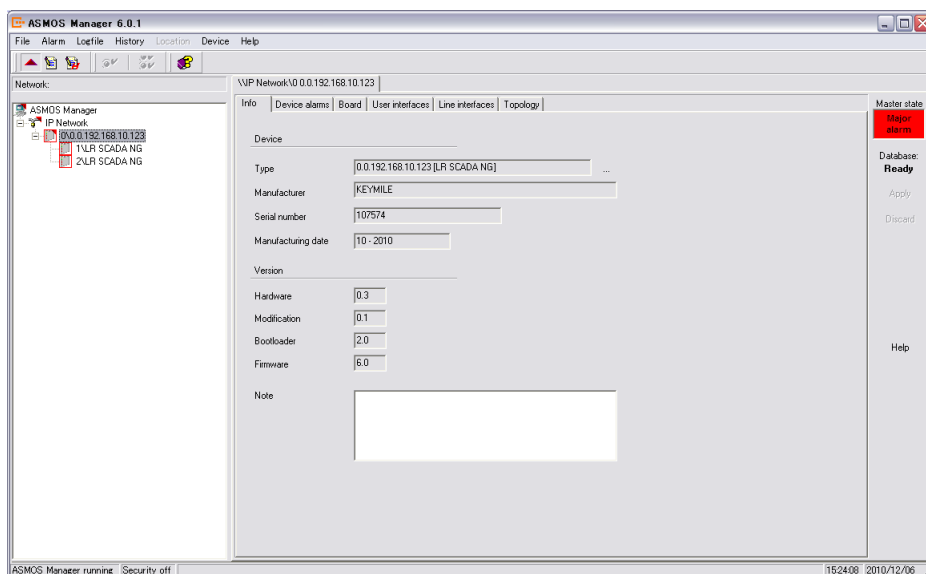 ASMOS Manager 6.0.1
File Alarm Logfile History Location Device Help
Network:
\\IP Network\0 0.0.192.168.10.123
ASMOS Manager
IP Network
0\0.0.192.168.10.123
1\LR SCADA NG
2\LR SCADA NG
Info Device alarms Board User interfaces Line interfaces Topology
Device
Type 0.0.192.168.10.123 [LR SCADA NG] ...
Manufacturer KEYMILE
Serial number 107574
Manufacturing date 10 - 2010
Version
Hardware 0.3
Modification 0.1
Bootloader 2.0
Firmware 6.0
Note
Master state
Major
alarm
Database:
Ready
Apply
Discard
Help
ASMOS Manager running Security off 15:24:08 2010/12/06